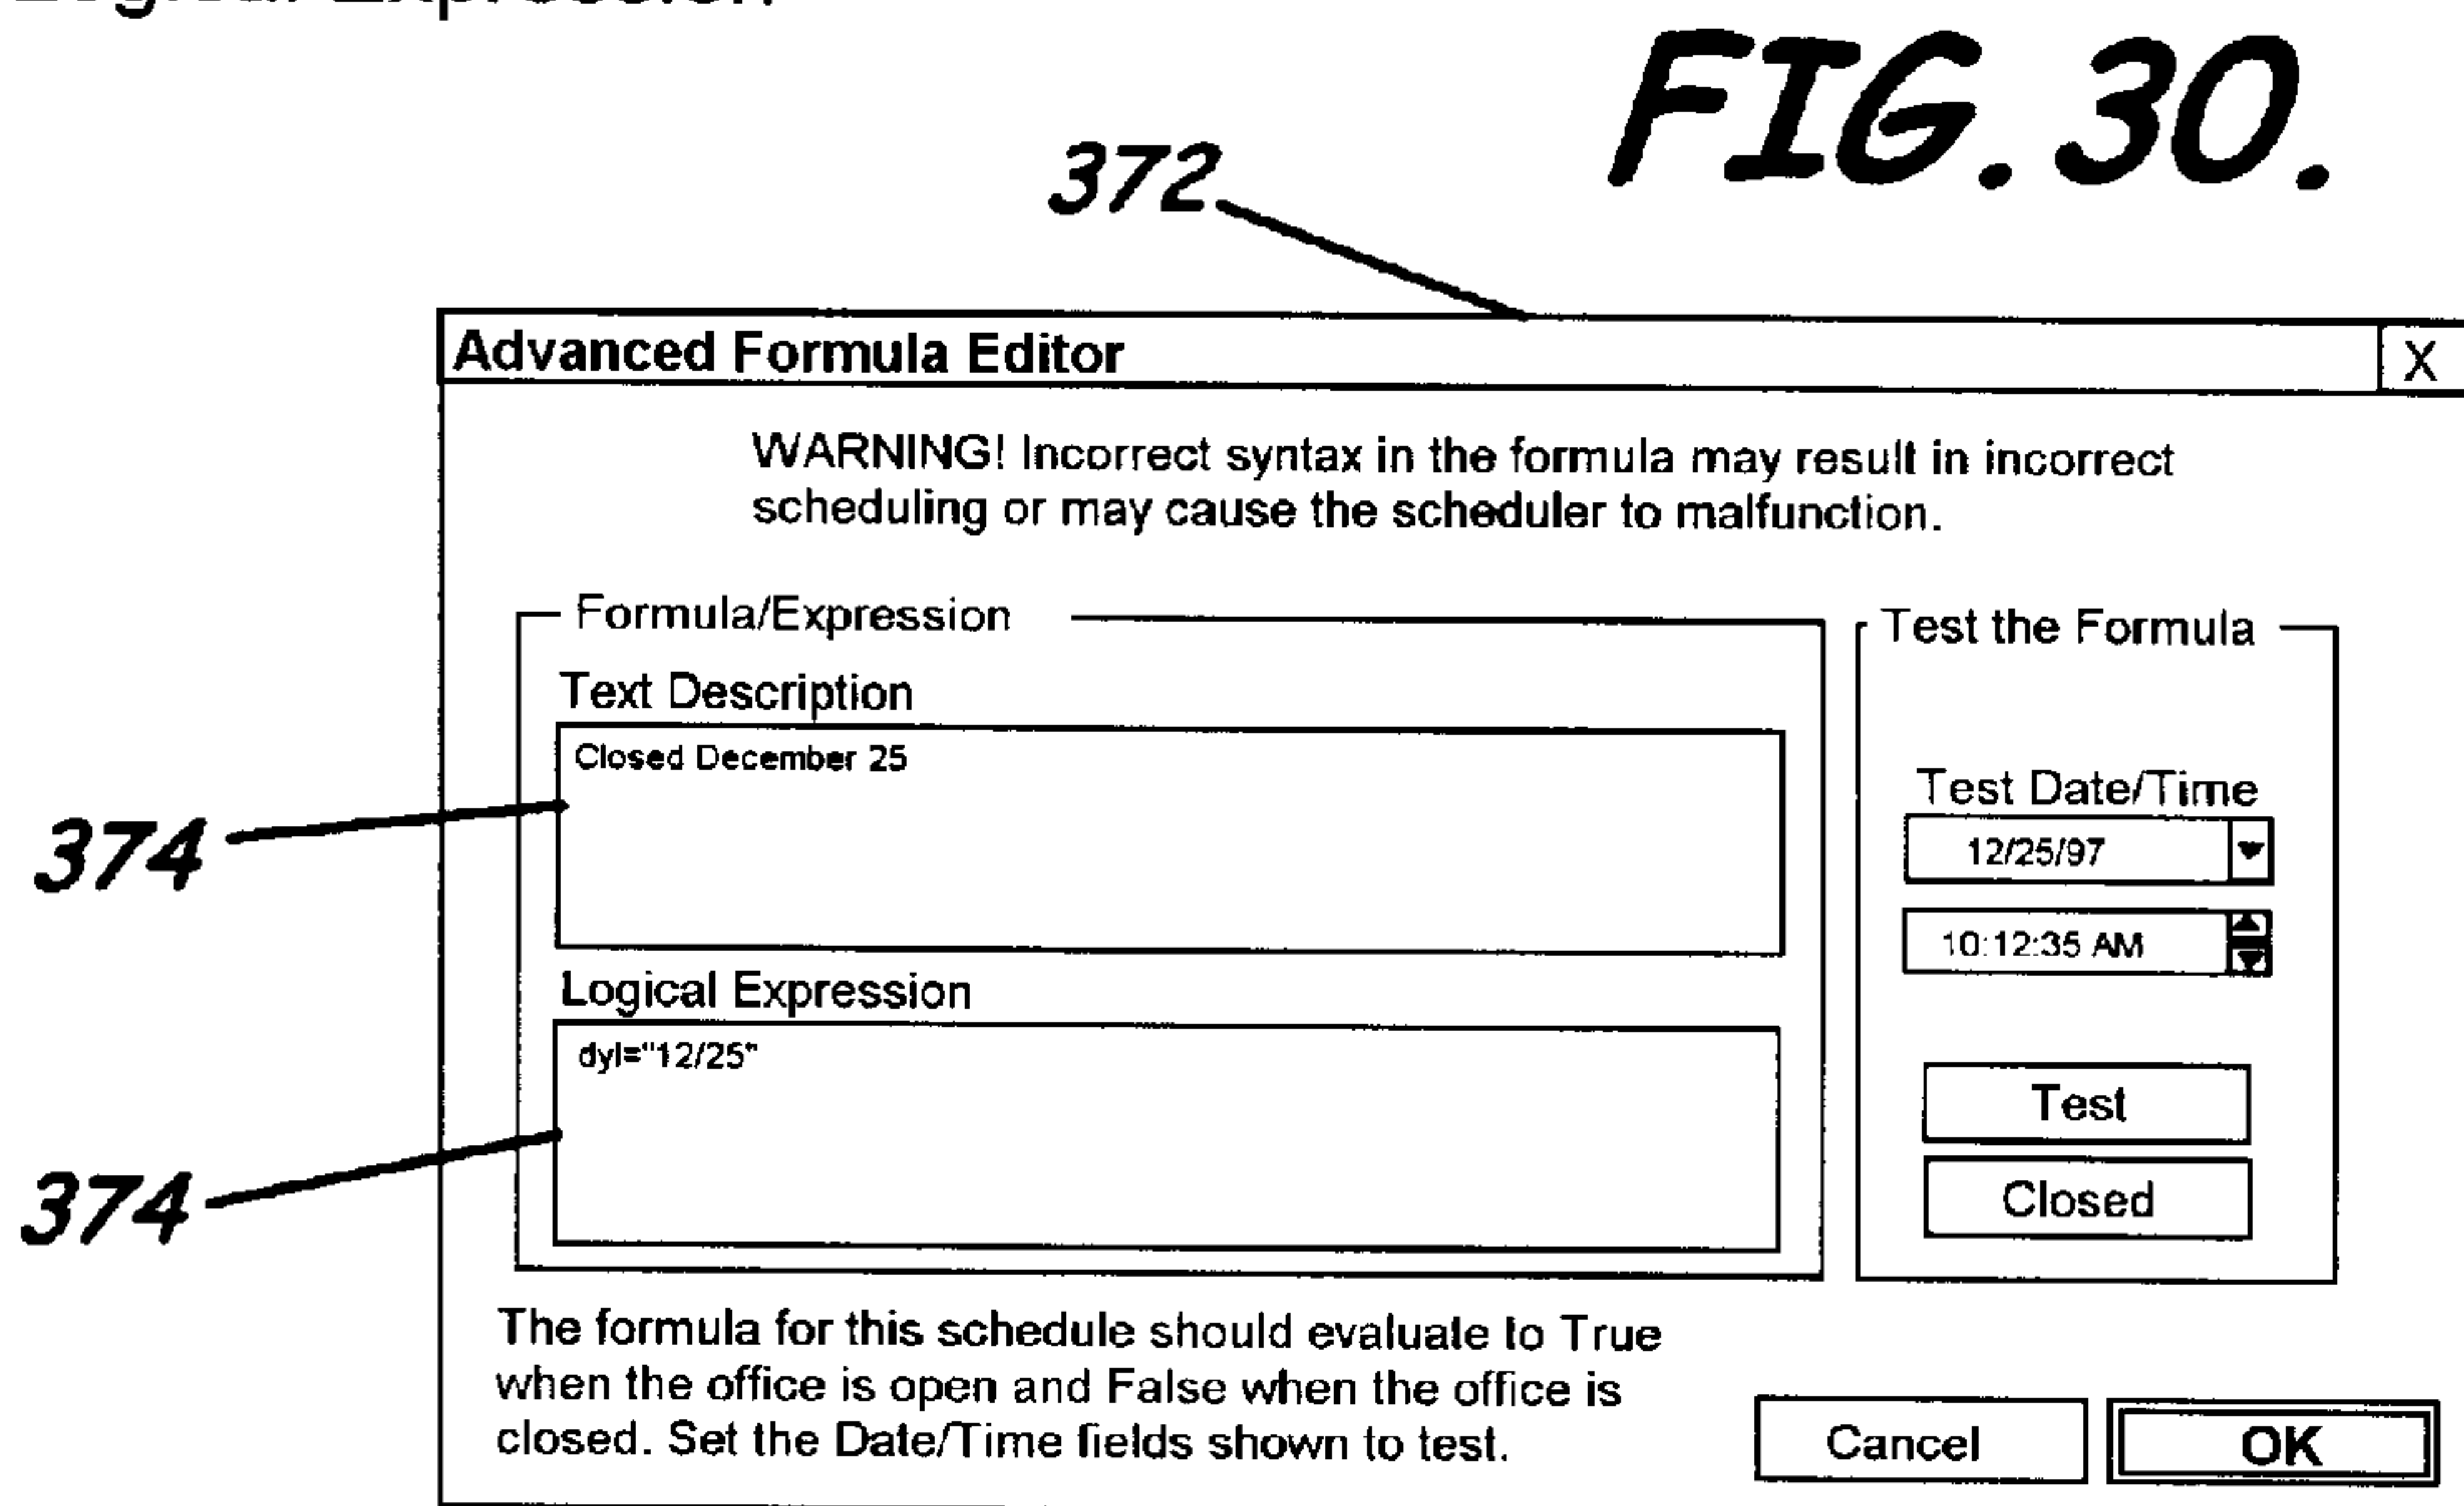 Logical Expression
FIG. 30.
372
Advanced Formula Editor
X
WARNING! Incorrect syntax in the formula may result in incorrect
scheduling or may cause the scheduler to malfunction.
Formula/Expression
Text Description
Closed December 25
374
Logical Expression
dyl="12/25"
374
Test the Formula
Test Date/Time
12/25/97
10:12:35 AM
Test
Closed
The formula for this schedule should evaluate to True
when the office is open and False when the office is
closed. Set the Date/Time fields shown to test.
Cancel
OK